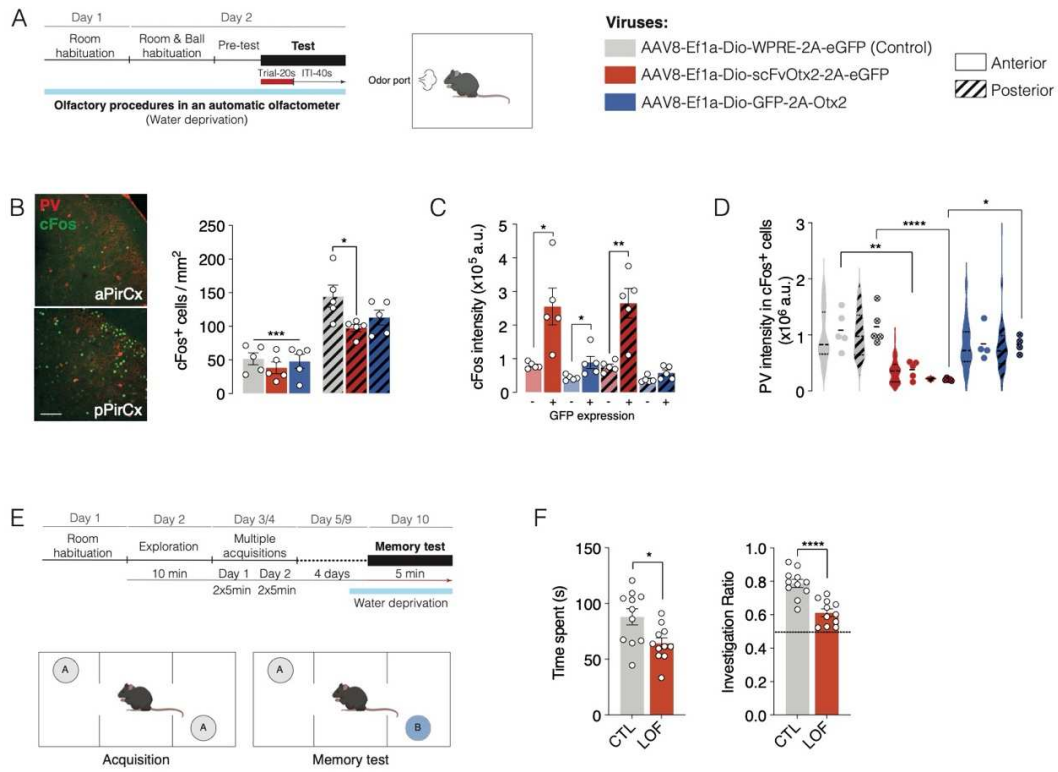 A
Day 1
Day 2
Room habituation
Room & Ball habituation
Pre-test
Test
Trial-20s
ITI-40s
Olfactory procedures in an automatic olfactometer
(Water deprivation)
Odor port
Viruses:
AAV8-Ef1a-Dio-WPRE-2A-eGFP (Control)
AAV8-Ef1a-Dio-scFvOtx2-2A-eGFP
AAV8-Ef1a-Dio-GFP-2A-Otx2
Anterior
Posterior
B
PV
cFos
aPirCx
pPirCx
cFos+ cells / mm2
250
200
150
100
50
0
***
*
C
cFos intensity (x10⁵ a.u.)
5
4
3
2
1
0
*
*
**
- + - + - + - +
GFP expression
D
PV intensity in cFos⁺ cells
(x10⁶ a.u.)
3
2
1
0
**
****
*
E
Day 1
Day 2
Day 3/4
Day 5/9
Day 10
Room habituation
Exploration
Multiple acquisitions
Memory test
10 min
Day 1
2x5min
Day 2
2x5min
4 days
5 min
Water deprivation
A
A
Acquisition
A
B
Memory test
F
Time spent (s)
150
100
50
0
*
CTL
LOF
Investigation Ratio
1.0
0.8
0.6
0.4
0.2
0.0
****
CTL
LOF